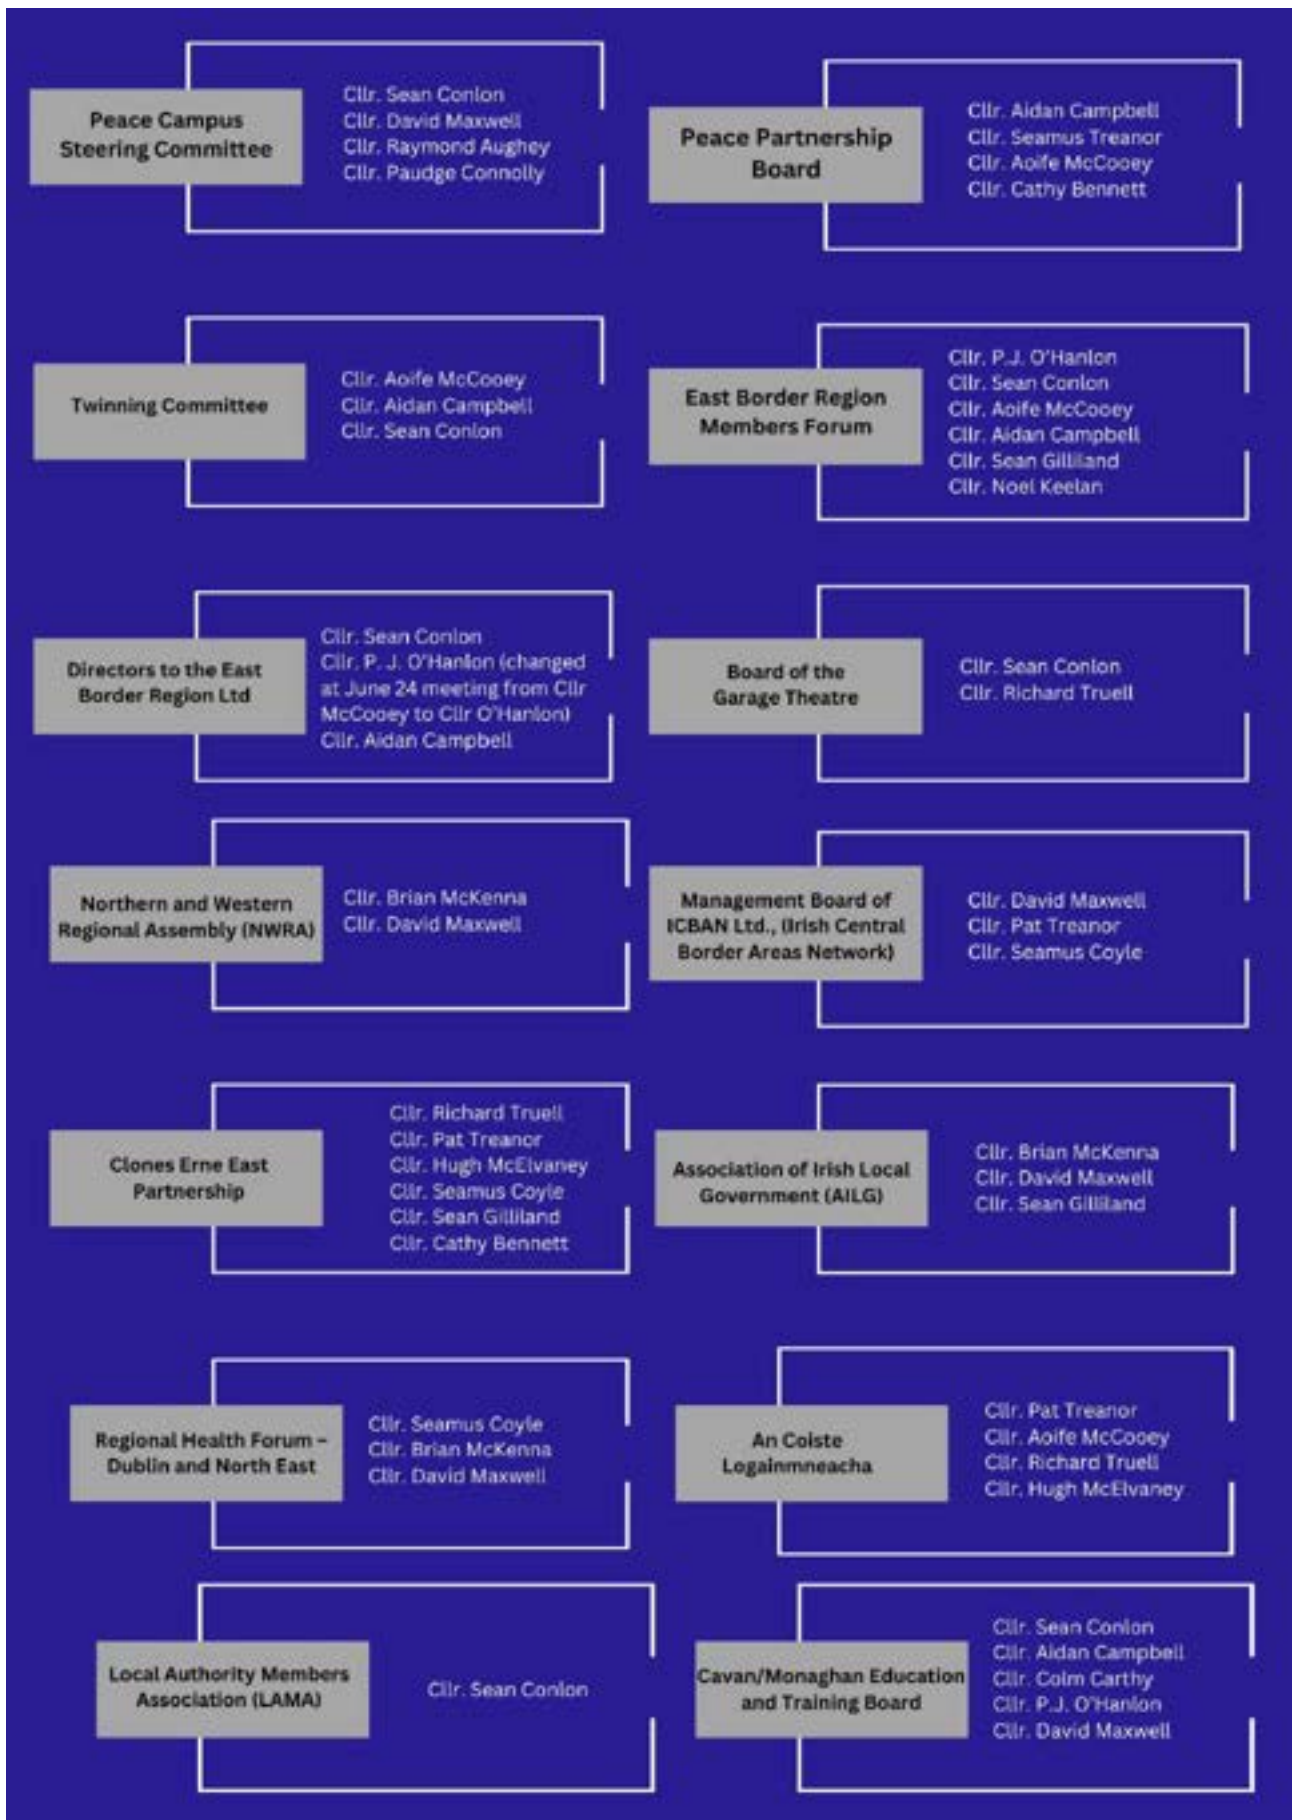 Peace Campus
Steering Committee
Cllr. Sean Conlon
Cllr. David Maxwell
Cllr. Raymond Aughey
Cllr. Paudge Connolly
Peace Partnership
Board
Cllr. Aidan Campbell
Cllr. Seamus Treanor
Cllr. Aoife McCooey
Cllr. Cathy Bennett
Twinning Committee
Cllr. Aoife McCooey
Cllr. Aidan Campbell
Cllr. Sean Conlon
East Border Region
Members Forum
Cllr. P.J. O'Hanlon
Cllr. Sean Conlon
Cllr. Aoife McCooey
Cllr. Aidan Campbell
Cllr. Sean Gilliland
Cllr. Noel Keelan
Directors to the East
Border Region Ltd
Cllr. Sean Conlon
Cllr. P. J. O'Hanlon (changed
at June 24 meeting from Cllr
McCooey to Cllr O'Hanlon)
Cllr. Aidan Campbell
Board of the
Garage Theatre
Cllr. Sean Conlon
Cllr. Richard Truell
Northern and Western
Regional Assembly (NWRA)
Cllr. Brian McKenna
Cllr. David Maxwell
Management Board of
ICBAN Ltd., (Irish Central
Border Areas Network)
Cllr. David Maxwell
Cllr. Pat Treanor
Cllr. Seamus Coyle
Clones Erne East
Partnership
Cllr. Richard Truell
Cllr. Pat Treanor
Cllr. Hugh McElvaney
Cllr. Seamus Coyle
Cllr. Sean Gilliland
Cllr. Cathy Bennett
Association of Irish Local
Government (AILG)
Cllr. Brian McKenna
Cllr. David Maxwell
Cllr. Sean Gilliland
Regional Health Forum –
Dublin and North East
Cllr. Seamus Coyle
Cllr. Brian McKenna
Cllr. David Maxwell
An Coiste
Logainmneacha
Cllr. Pat Treanor
Cllr. Aoife McCooey
Cllr. Richard Truell
Cllr. Hugh McElvaney
Local Authority Members
Association (LAMA)
Cllr. Sean Conlon
Cavan/Monaghan Education
and Training Board
Cllr. Sean Conlon
Cllr. Aidan Campbell
Cllr. Colm Carthy
Cllr. P.J. O'Hanlon
Cllr. David Maxwell